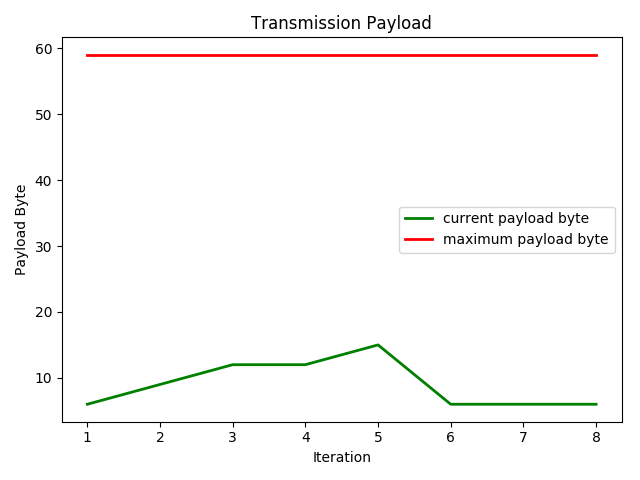 Transmission Payload
60
50
40
30
20
10
Payload Byte
current payload byte
maximum payload byte
1 2 3 4 5 6 7 8
Iteration